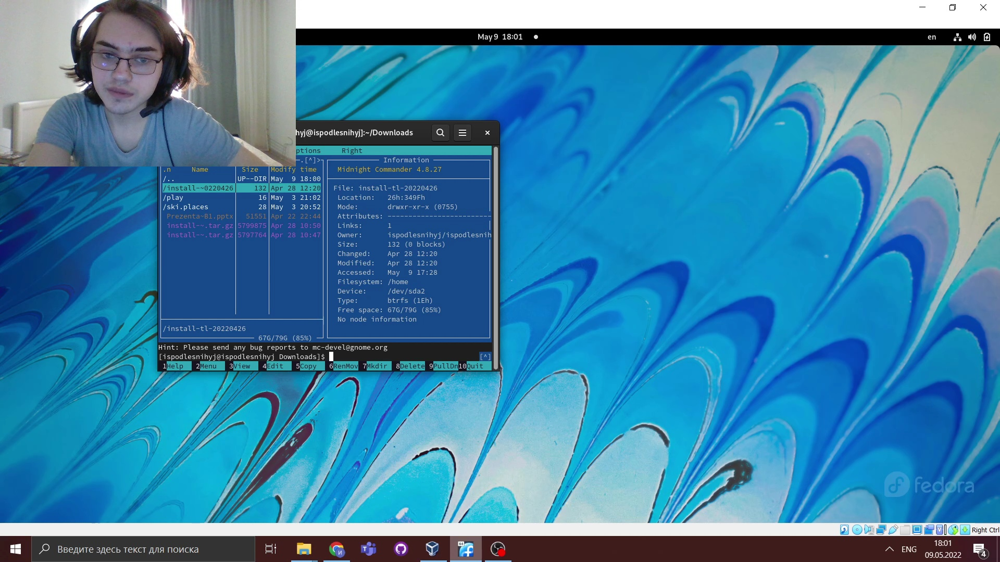 May 9 18:01
en
hyj@ispodlesnihyj]:~/Downloads
ptions Right
.[^]>
.n Name Size Modify time
/.. UP--DIR May 9 18:00
/install-~0220426 132 Apr 28 12:20
/play 16 May 3 21:02
/ski.places 28 May 3 20:52
Prezenta~B1.pptx 51551 Apr 22 22:44
install-~.tar.gz 5799875 Apr 28 10:50
install-~.tar.gz 5797764 Apr 28 10:47
/install-tl-20220426
67G/79G (85%)
Information
Midnight Commander 4.8.27
File: install-tl-20220426
Location: 26h:349Fh
Mode: drwxr-xr-x (0755)
Attributes: -------------------------
Links: 1
Owner: ispodlesnihyj/ispodlesnih
Size: 132 (0 blocks)
Changed: Apr 28 12:20
Modified: Apr 28 12:20
Accessed: May 9 17:28
Filesystem: /home
Device: /dev/sda2
Type: btrfs (1Eh)
Free space: 67G/79G (85%)
No node information
Hint: Please send any bug reports to mc-devel@gnome.org
[ispodlesnihyj@ispodlesnihyj Downloads]$
[^]
1Help 2Menu 3View 4Edit 5Copy 6RenMov 7Mkdir 8Delete 9PullDn 10Quit
fedora
Right Ctrl
Введите здесь текст для поиска
64
ENG
18:01
09.05.2022
4